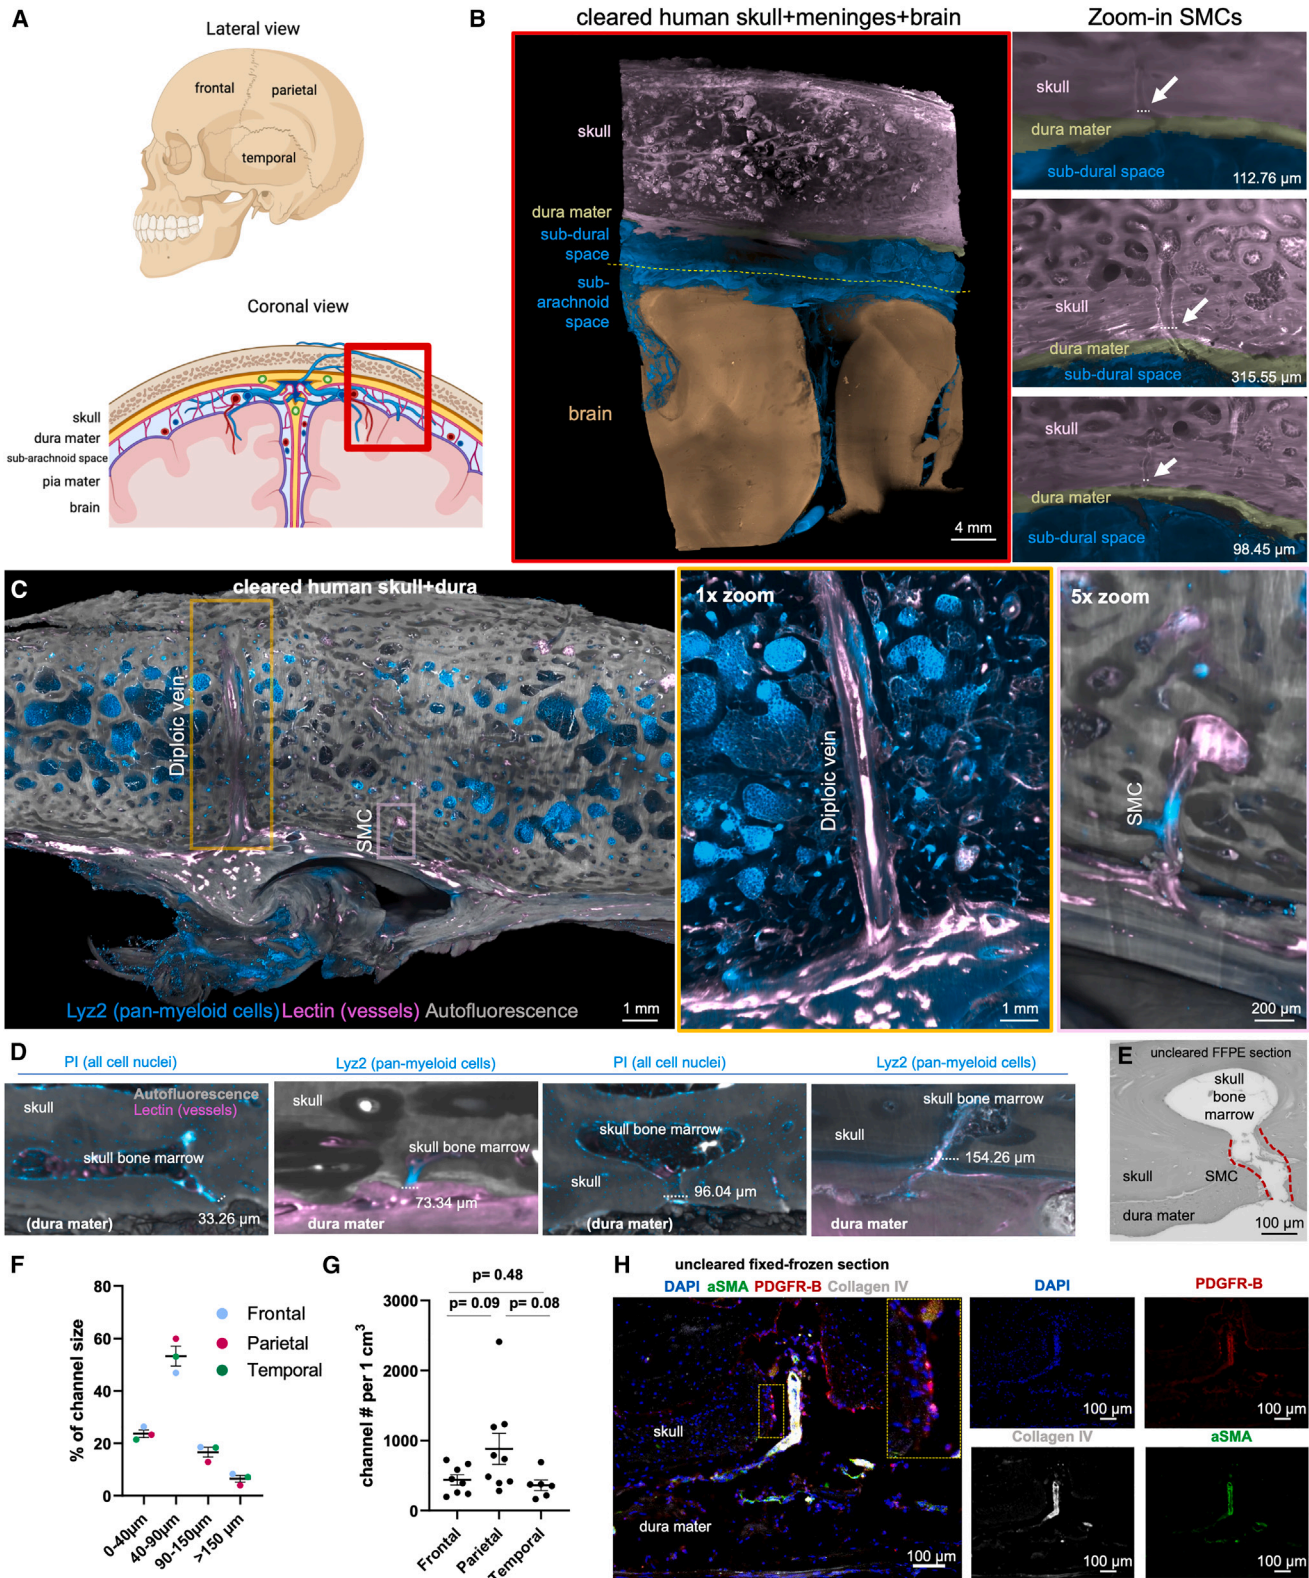 A
Lateral view
frontal
parietal
temporal
Coronal view
skull
dura mater
sub-arachnoid space
pia mater
brain
B
cleared human skull+meninges+brain
Zoom-in SMCs
skull
dura mater
sub-dural
space
sub-
arachnoid
space
brain
4 mm
skull
dura mater
sub-dural space
112.76 µm
skull
dura mater
sub-dural space
315.55 µm
skull
dura mater
sub-dural space
98.45 µm
C
cleared human skull+dura
Diploic vein
SMC
Lyz2 (pan-myeloid cells) Lectin (vessels) Autofluorescence
1 mm
1x zoom
Diploic vein
1 mm
5x zoom
SMC
200 µm
D
PI (all cell nuclei)
Lyz2 (pan-myeloid cells)
PI (all cell nuclei)
Lyz2 (pan-myeloid cells)
Autofluorescence
Lectin (vessels)
skull
skull bone marrow
33.26 µm
(dura mater)
skull
skull bone marrow
73.34 µm
dura mater
skull bone marrow
skull
96.04 µm
(dura mater)
skull bone marrow
skull
154.26 µm
dura mater
E
uncleared FFPE section
skull
bone
marrow
skull
SMC
dura mater
100 µm
F
% of channel size
80
60
40
20
0
Frontal
Parietal
Temporal
0-40µm
40-90µm
90-150µm
>150 µm
G
channel # per 1 cm³
p= 0.48
p= 0.09
p= 0.08
3000
2000
1000
0
Frontal
Parietal
Temporal
H
uncleared fixed-frozen section
DAPI aSMA PDGFR-B Collagen IV
skull
dura mater
100 µm
DAPI
100 µm
PDGFR-B
100 µm
Collagen IV
100 µm
aSMA
100 µm